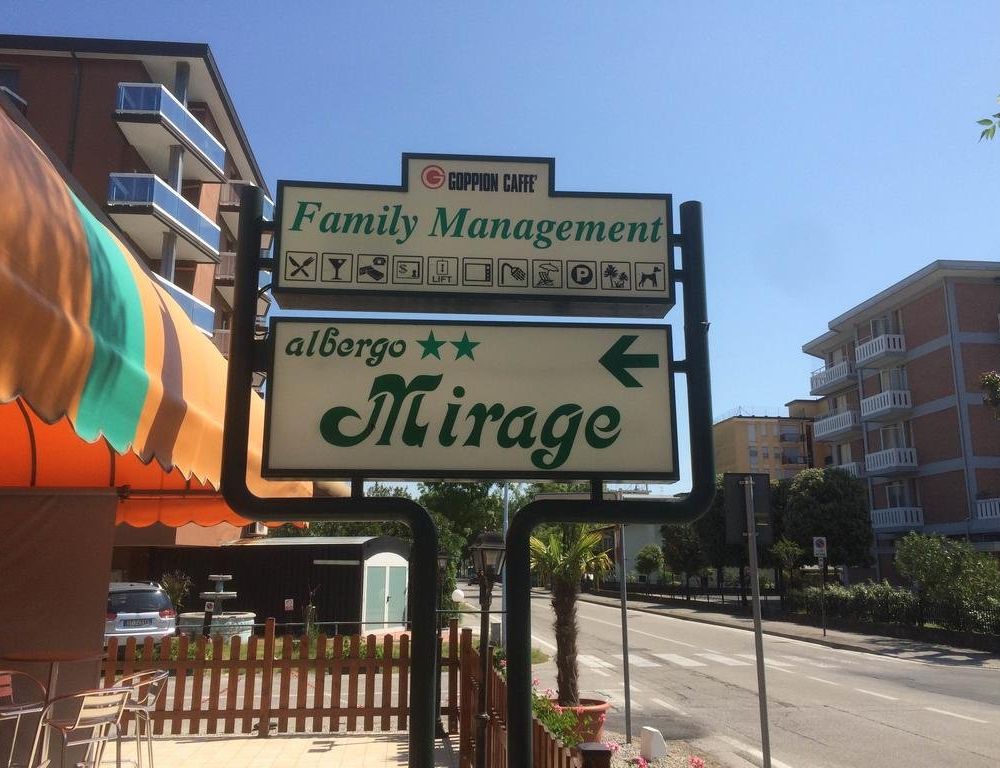 GOPPION CAFFE'
Family Management
LIFT
P
albergo
Mirage